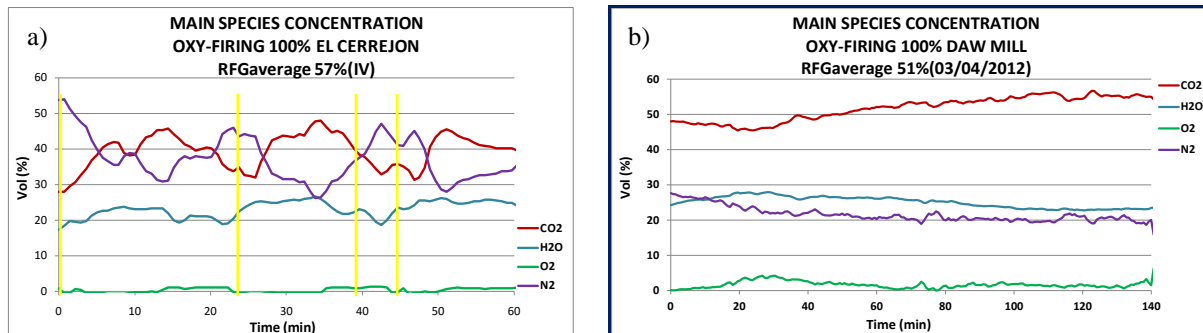 a)
MAIN SPECIES CONCENTRATION
OXY-FIRING 100% EL CERREJON
RFGaverage 57%(IV)
60
50
40
30
20
10
0
Vol (%)
0 10 20 30 40 50 60
Time (min)
CO2
H2O
O2
N2
b)
MAIN SPECIES CONCENTRATION
OXY-FIRING 100% DAW MILL
RFGaverage 51%(03/04/2012)
60
50
40
30
20
10
0
Vol (%)
0 20 40 60 80 100 120 140
Time (min)
CO2
H2O
O2
N2